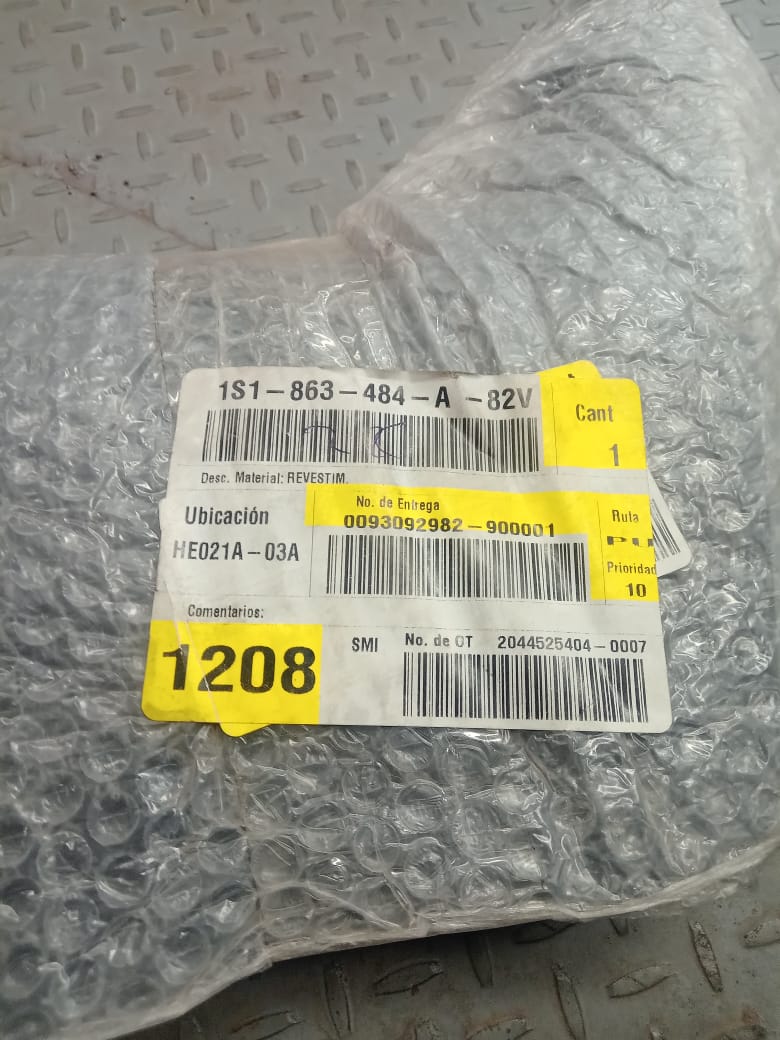 1S1-863-484-A -82V
Cant
1
Desc. Material: REVESTIM.
Ubicación
HE021A-03A
No. de Entrega
0093092982-900001
Ruta
Prioridad
10
Comentarios:
1208
SMI
No. de OT 2044525404-0007